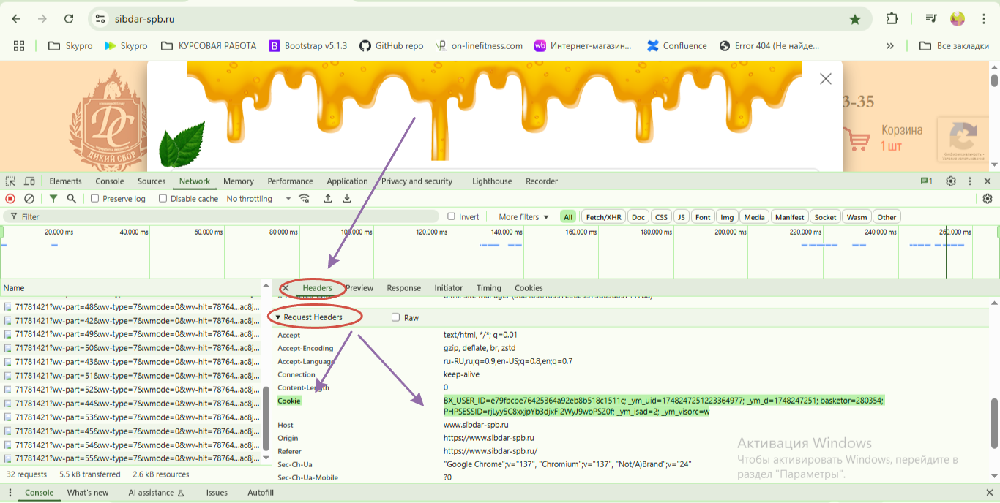 sibdar-spb.ru
Skypro Skypro КУРСОВАЯ РАБОТА Bootstrap v5.1.3 GitHub repo on-linefitness.com Интернет-магазин... Confluence Error 404 (Не найде... » Все закладки
ДС
ДИКИЙ СБОР
3-35
Корзина
1 шт
Конфиденциальность -
Elements Console Sources Network Memory Performance Application Privacy and security Lighthouse Recorder 1
Preserve log Disable cache No throttling
Filter Invert More filters All Fetch/XHR Doc CSS JS Font Img Media Manifest Socket Wasm Other
20,000 ms 40,000 ms 60,000 ms 80,000 ms 100,000 ms 120,000 ms 140,000 ms 160,000 ms 180,000 ms 200,000 ms 220,000 ms 240,000 ms 260,000 ms
Name Headers Preview Response Initiator Timing Cookies
71781421?wv-part=48&wv-type=7&wmode=0&wv-hit=78764...ac8j...
71781421?wv-part=42&wv-type=7&wmode=0&wv-hit=78764...ac8j...
71781421?wv-part=49&wv-type=7&wmode=0&wv-hit=78764...ac8j...
71781421?wv-part=50&wv-type=7&wmode=0&wv-hit=78764...ac8j...
71781421?wv-part=43&wv-type=7&wmode=0&wv-hit=78764...ac8j...
71781421?wv-part=51&wv-type=7&wmode=0&wv-hit=78764...ac8j...
71781421?wv-part=52&wv-type=7&wmode=0&wv-hit=78764...ac8j...
71781421?wv-part=44&wv-type=7&wmode=0&wv-hit=78764...ac8j...
71781421?wv-part=53&wv-type=7&wmode=0&wv-hit=78764...ac8j...
71781421?wv-part=45&wv-type=7&wmode=0&wv-hit=78764...ac8j...
71781421?wv-part=54&wv-type=7&wmode=0&wv-hit=78764...ac8j...
71781421?wv-part=55&wv-type=7&wmode=0&wv-hit=78764...ac8j...
32 requests 5.5 kB transferred 2.6 kB resources
Request Headers Raw
Accept text/html, */*; q=0.01
Accept-Encoding gzip, deflate, br, zstd
Accept-Language ru-RU,ru;q=0.9,en-US;q=0.8,en;q=0.7
Connection keep-alive
Content-Length 0
Cookie BX_USER_ID=e79fbcbe76425364a92eb8b518c1511c; _ym_uid=1748247251223364977; _ym_d=1748247251; basketor=280354;
PHPSESSID=rjLyy5C8xxjpYb3djxFI2WyJ9wbPSZ0f; _ym_isad=2; _ym_visorc=w
Host www.sibdar-spb.ru
Origin https://www.sibdar-spb.ru
Referer https://www.sibdar-spb.ru/
Sec-Ch-Ua "Google Chrome";v="137", "Chromium";v="137", "Not/A)Brand";v="24"
Sec-Ch-Ua-Mobile ?0
Активация Windows
Чтобы активировать Windows, перейдите в
раздел "Параметры".
Console What's new AI assistance Issues Autofill